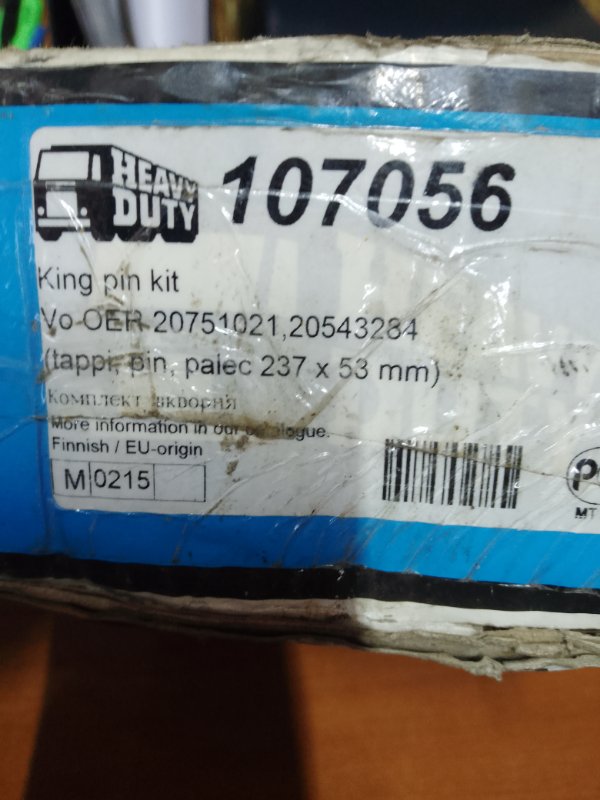 HEAVY
DUTY
107056
King pin kit
Vo OER 20751021,20543284
(tappi, pin, palec 237 x 53 mm)
Комплект шкворня
More information in our catalogue.
Finnish / EU-origin
M 0215
MT